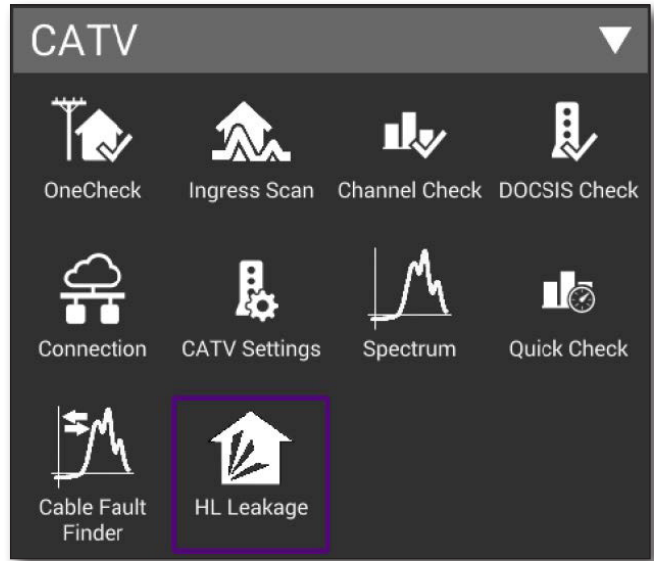 CATV
OneCheck
Ingress Scan
Channel Check
DOCSIS Check
Connection
CATV Settings
Spectrum
Quick Check
Cable Fault
Finder
HL Leakage